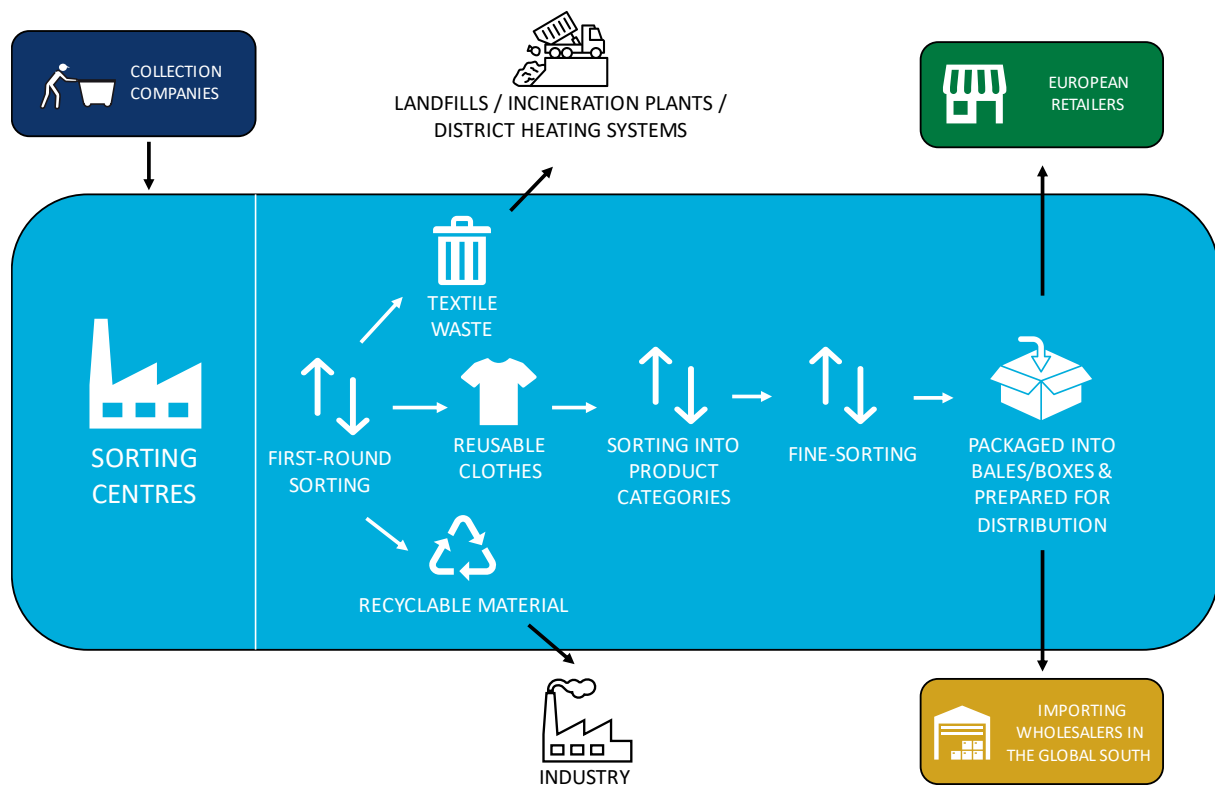 COLLECTION
COMPANIES
LANDFILLS / INCINERATION PLANTS /
DISTRICT HEATING SYSTEMS
EUROPEAN
RETAILERS
SORTING
CENTRES
FIRST-ROUND
SORTING
TEXTILE
WASTE
REUSABLE
CLOTHES
RECYCLABLE MATERIAL
SORTING INTO
PRODUCT
CATEGORIES
FINE-SORTING
PACKAGED INTO
BALES/BOXES &
PREPARED FOR
DISTRIBUTION
INDUSTRY
IMPORTING
WHOLESALERS IN
THE GLOBAL SOUTH